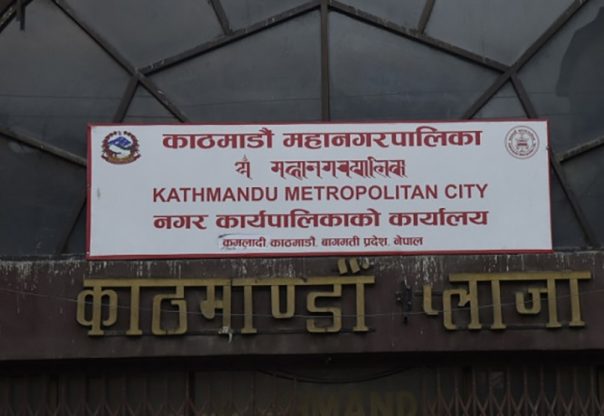 काठमाडौं महानगरपालिका
KATHMANDU METROPOLITAN CITY
नगर कार्यपालिकाको कार्यालय
कमलादी, काठमाडौं, बागमती प्रदेश, नेपाल
काठमाण्डौं प्लाजा